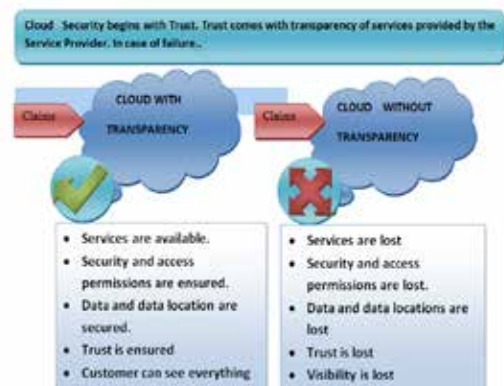 Cloud Security begins with Trust. Trust comes with transparency of services provided by the
Service Provider. In case of failure..
CLOUD WITH
TRANSPARENCY
Claims
CLOUD WITHOUT
TRANSPARENCY
Claims
• Services are available.
• Security and access
permissions are ensured.
• Data and data location are
secured.
• Trust is ensured
• Customer can see everything
• Services are lost
• Security and access
permissions are lost.
• Data and data locations are
lost
• Trust is lost
• Visibility is lost